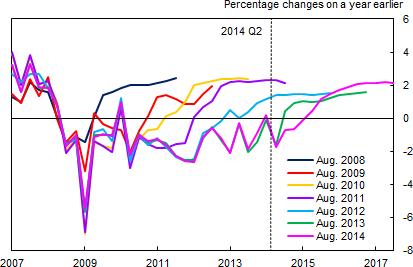 Percentage changes on a year earlier
2014 Q2
6
4
2
0
-2
-4
-6
-8
Aug. 2008
Aug. 2009
Aug. 2010
Aug. 2011
Aug. 2012
Aug. 2013
Aug. 2014
2007 2009 2011 2013 2015 2017